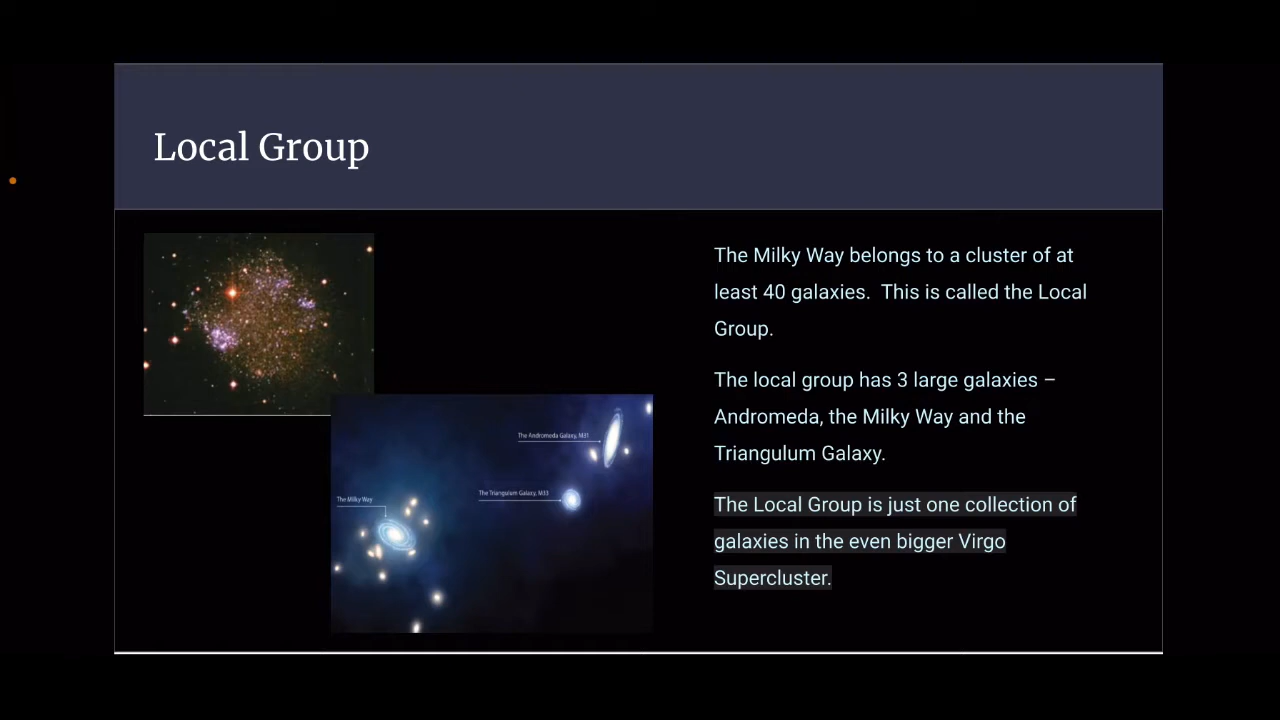 Local Group
The Milky Way belongs to a cluster of at
least 40 galaxies.  This is called the Local
Group.
The local group has 3 large galaxies –
Andromeda, the Milky Way and the
Triangulum Galaxy.
The Local Group is just one collection of
galaxies in the even bigger Virgo
Supercluster.
The Andromeda Galaxy, M31
The Triangulum Galaxy, M33
The Milky Way